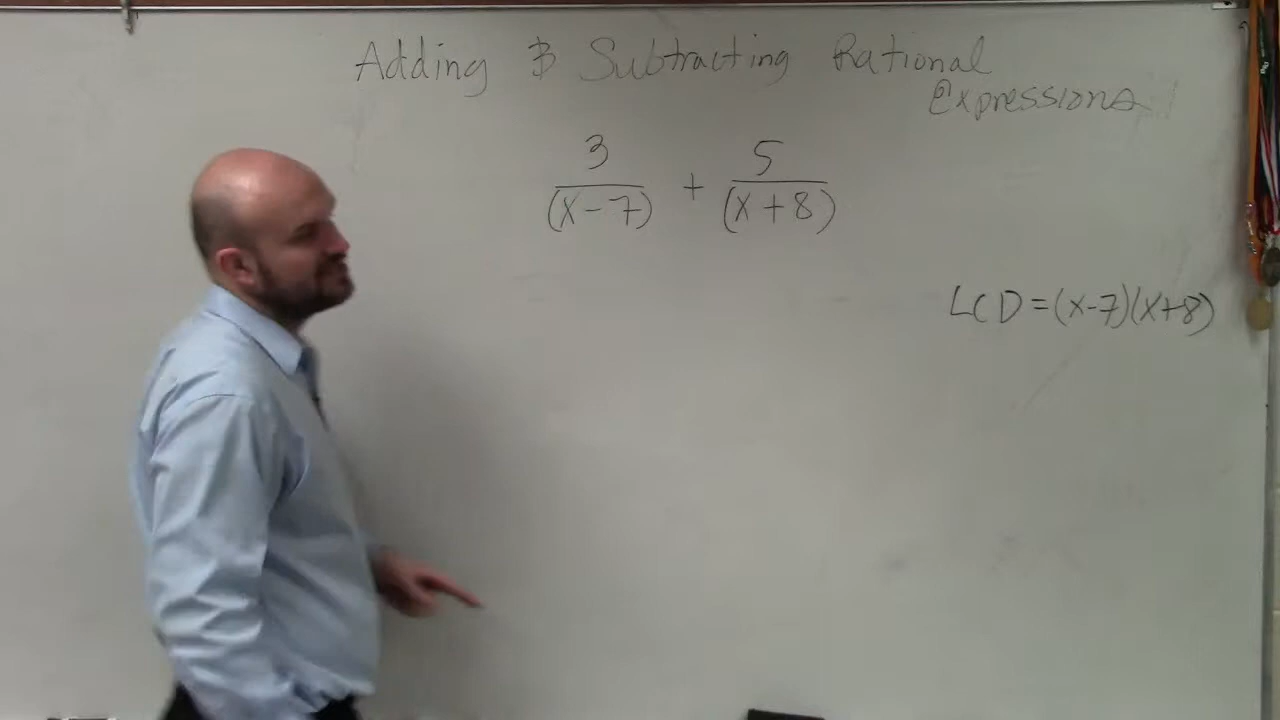 Adding & Subtracting Rational
Expressions
3/(x-7) + 5/(x+8)
LCD=(x-7)(x+8)